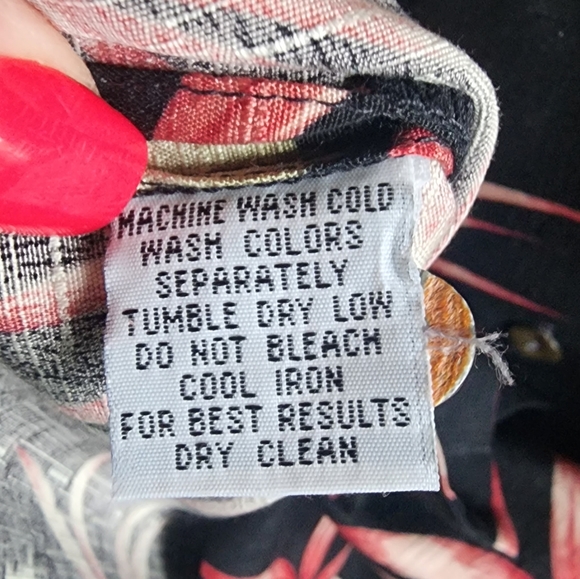 MACHINE WASH COLD
WASH COLORS
SEPARATELY
TUMBLE DRY LOW
DO NOT BLEACH
COOL IRON
FOR BEST RESULTS
DRY CLEAN